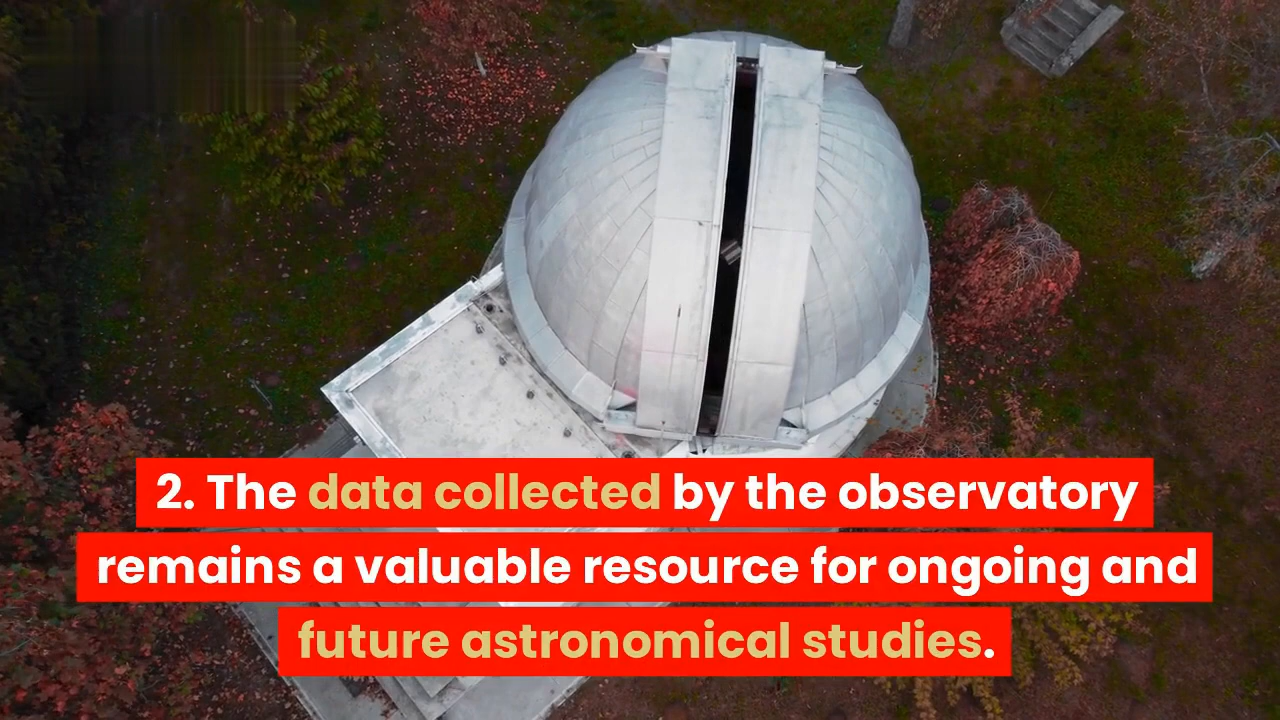 2. The data collected by the observatory
remains a valuable resource for ongoing and
future astronomical studies.